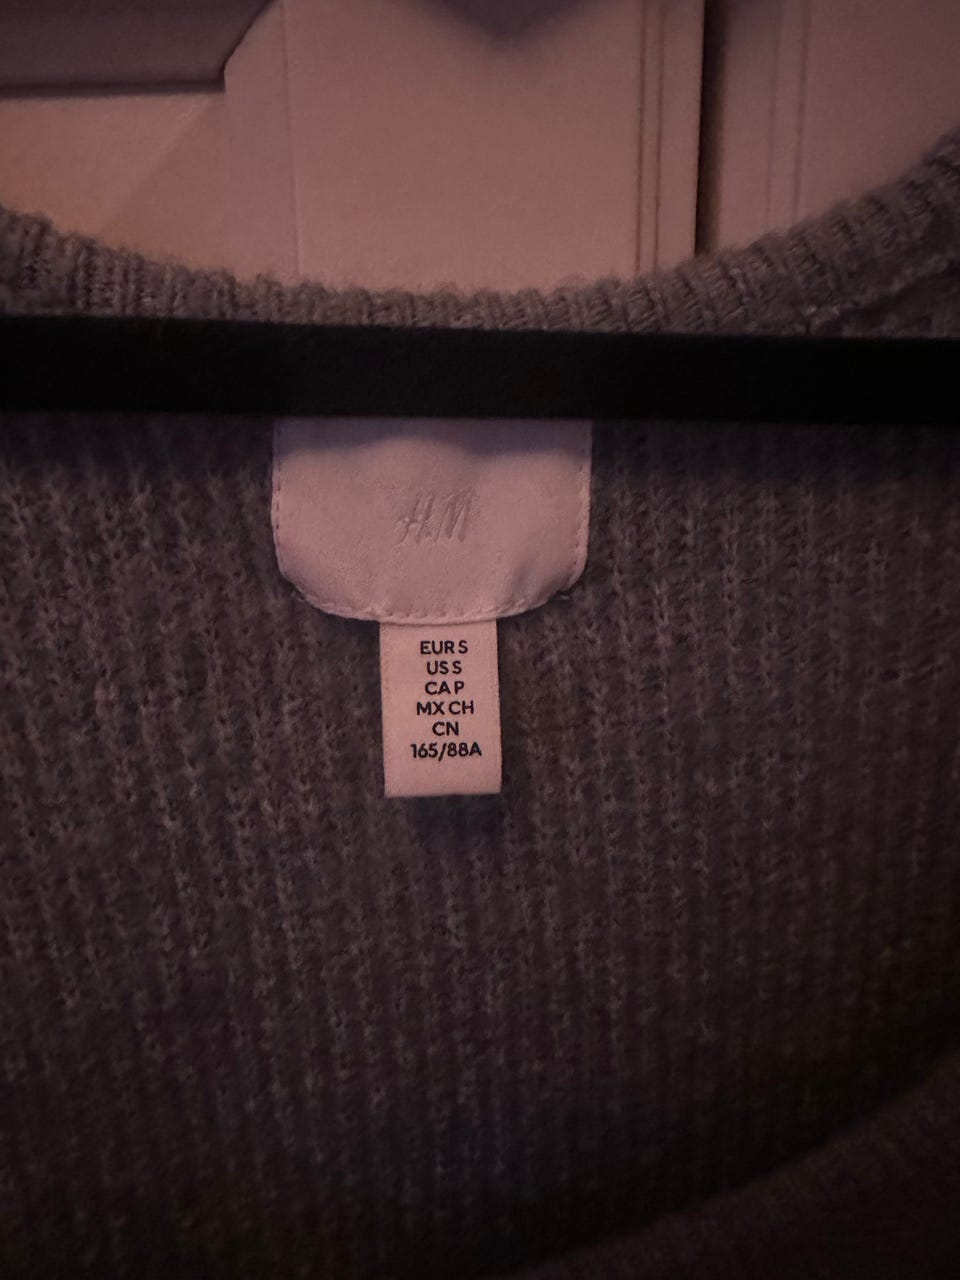 H&M
EUR S
US S
CA P
MX CH
CN
165/88A